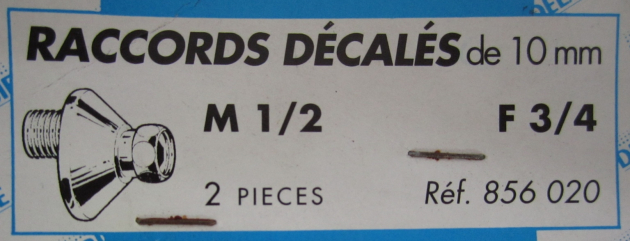 RACCORDS DÉCALÉS de 10 mm
M 1/2 F 3/4
2 PIECES Réf. 856 020